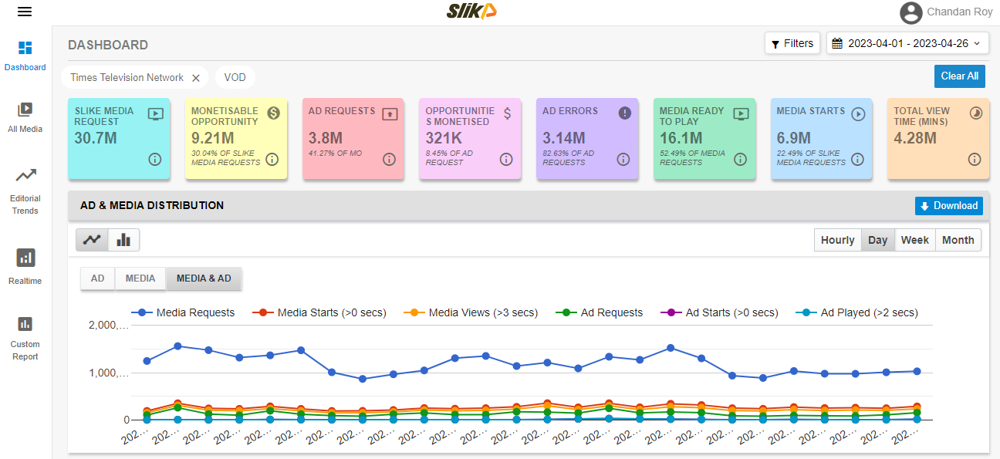 slike
Chandan Roy
DASHBOARD
Filters
2023-04-01 - 2023-04-26
Dashboard
Times Television Network
VOD
Clear All
SLIKE MEDIA
REQUEST
30.7M
MONETISABLE
OPPORTUNITY
9.21M
30.04% OF SLIKE
MEDIA REQUESTS
AD REQUESTS
3.8M
41.27% OF MO
OPPORTUNITIE
S MONETISED
321K
8.45% OF AD
REQUEST
AD ERRORS
3.14M
82.63% OF AD
REQUESTS
MEDIA READY
TO PLAY
16.1M
52.49% OF MEDIA
REQUESTS
MEDIA STARTS
6.9M
22.49% OF SLIKE
MEDIA REQUESTS
TOTAL VIEW
TIME (MINS)
4.28M
All Media
Editorial
Trends
Realtime
Custom
Report
AD & MEDIA DISTRIBUTION
Download
Hourly Day Week Month
AD MEDIA MEDIA & AD
Media Requests Media Starts (>0 secs) Media Views (>3 secs) Ad Requests Ad Starts (>0 secs) Ad Played (>2 secs)
2,000,...
1,000,...
0
202... 202... 202... 202... 202... 202... 202... 202... 202... 202... 202... 202... 202... 202... 202... 202... 202... 202... 202... 202... 202... 202... 202... 202... 202... 202...